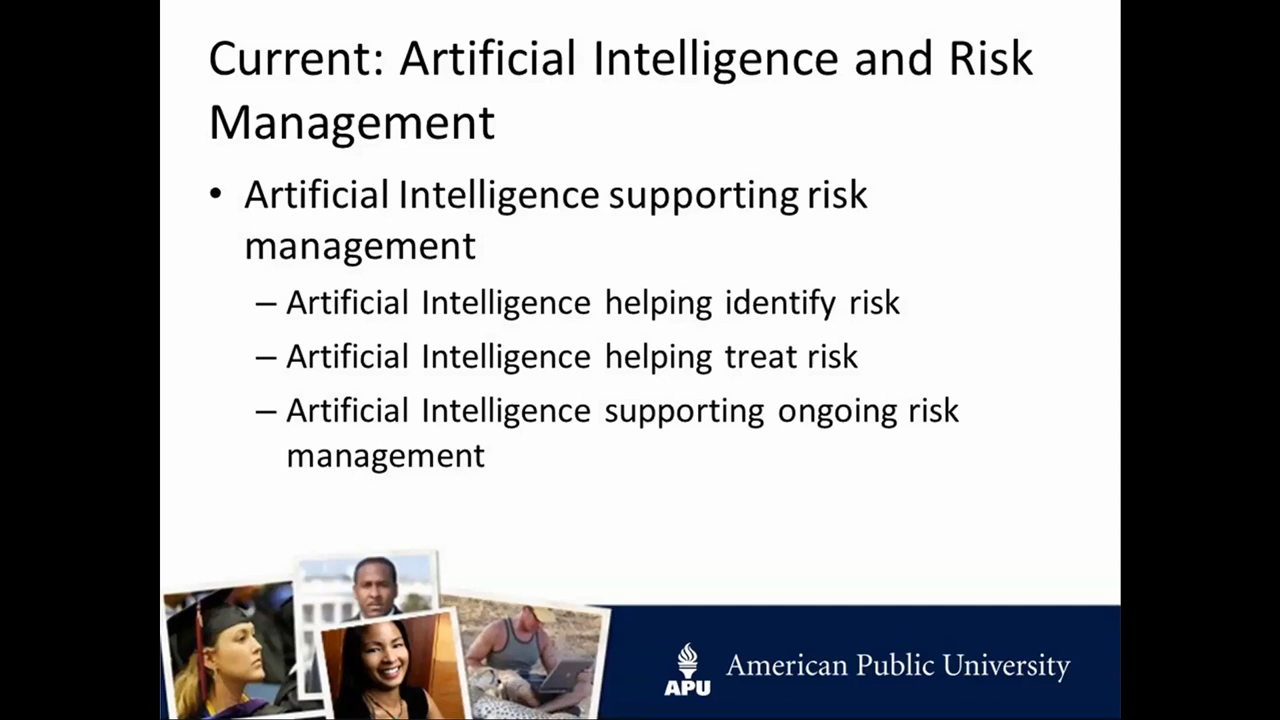 Current: Artificial Intelligence and Risk
Management
• Artificial Intelligence supporting risk
management
– Artificial Intelligence helping identify risk
– Artificial Intelligence helping treat risk
– Artificial Intelligence supporting ongoing risk
management
APU
American Public University